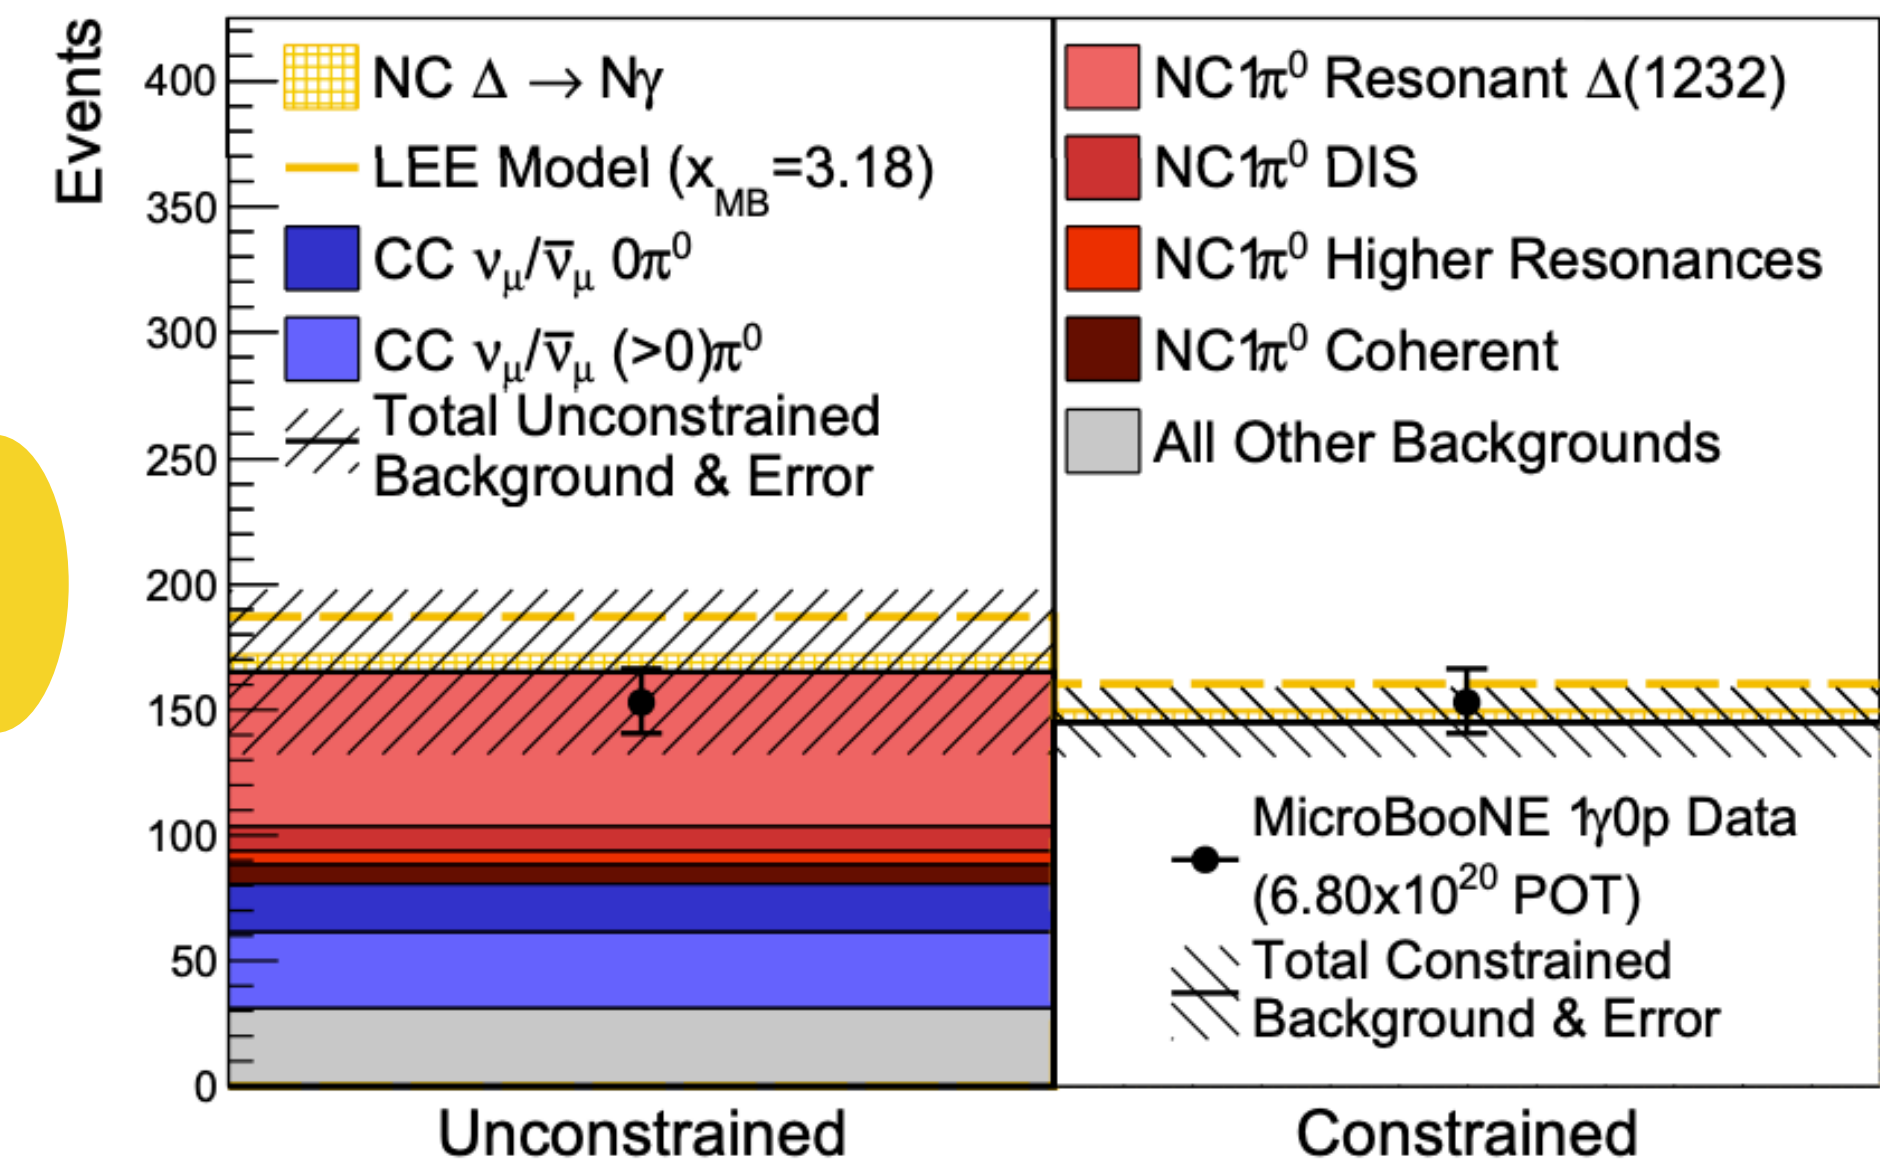 Events
400
350
300
250
200
150
100
50
0
NC Δ → Nγ
LEE Model (x_MB=3.18)
CC ν_μ/ν̅_μ 0π⁰
CC ν_μ/ν̅_μ (>0)π⁰
Total Unconstrained
Background & Error
NC1π⁰ Resonant Δ(1232)
NC1π⁰ DIS
NC1π⁰ Higher Resonances
NC1π⁰ Coherent
All Other Backgrounds
MicroBooNE 1γ0p Data
(6.80x10²⁰ POT)
Total Constrained
Background & Error
Unconstrained
Constrained